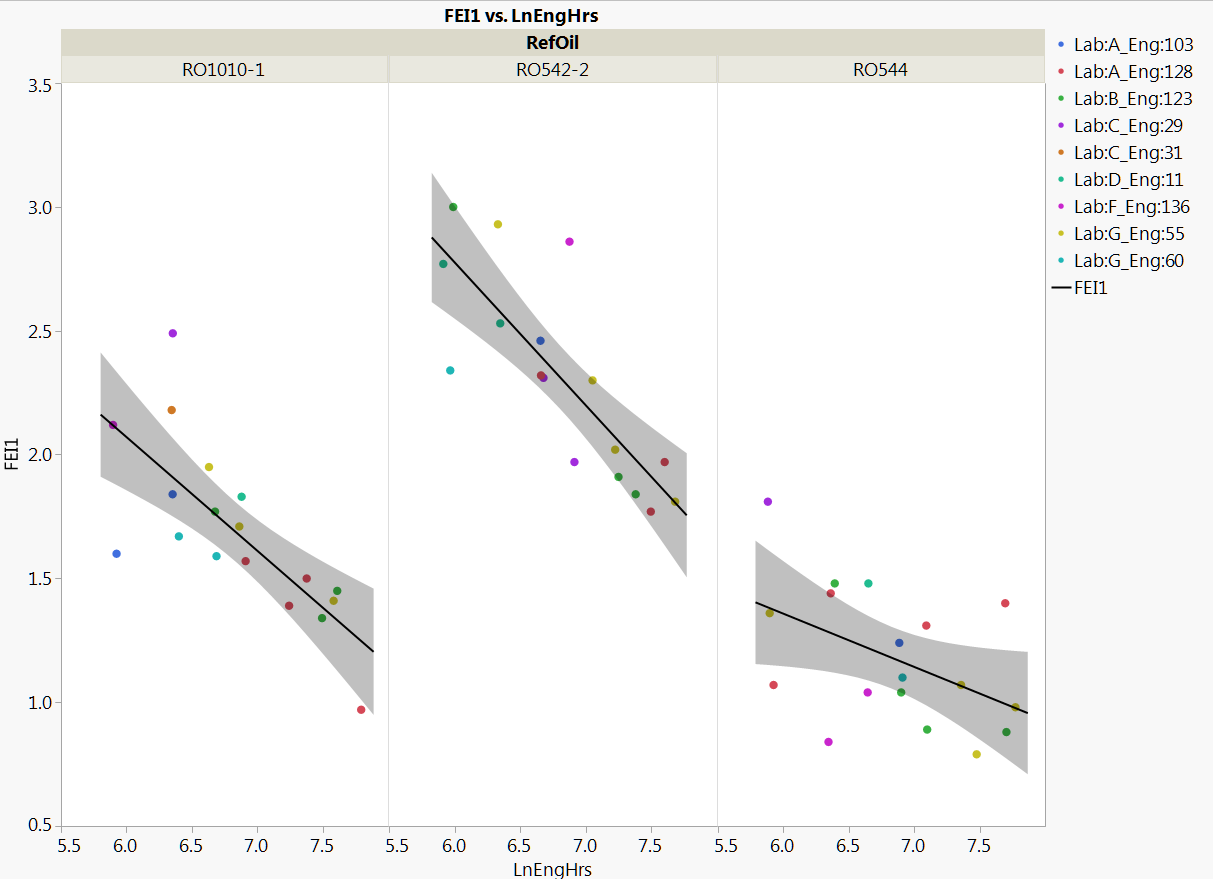 FEI1 vs. LnEngHrs
RefOil
RO1010-1 RO542-2 RO544
3.5
3.0
2.5
2.0
1.5
1.0
0.5
FEI1
5.5 6.0 6.5 7.0 7.5 5.5 6.0 6.5 7.0 7.5 5.5 6.0 6.5 7.0 7.5
LnEngHrs
Lab:A_Eng:103
Lab:A_Eng:128
Lab:B_Eng:123
Lab:C_Eng:29
Lab:C_Eng:31
Lab:D_Eng:11
Lab:F_Eng:136
Lab:G_Eng:55
Lab:G_Eng:60
FEI1